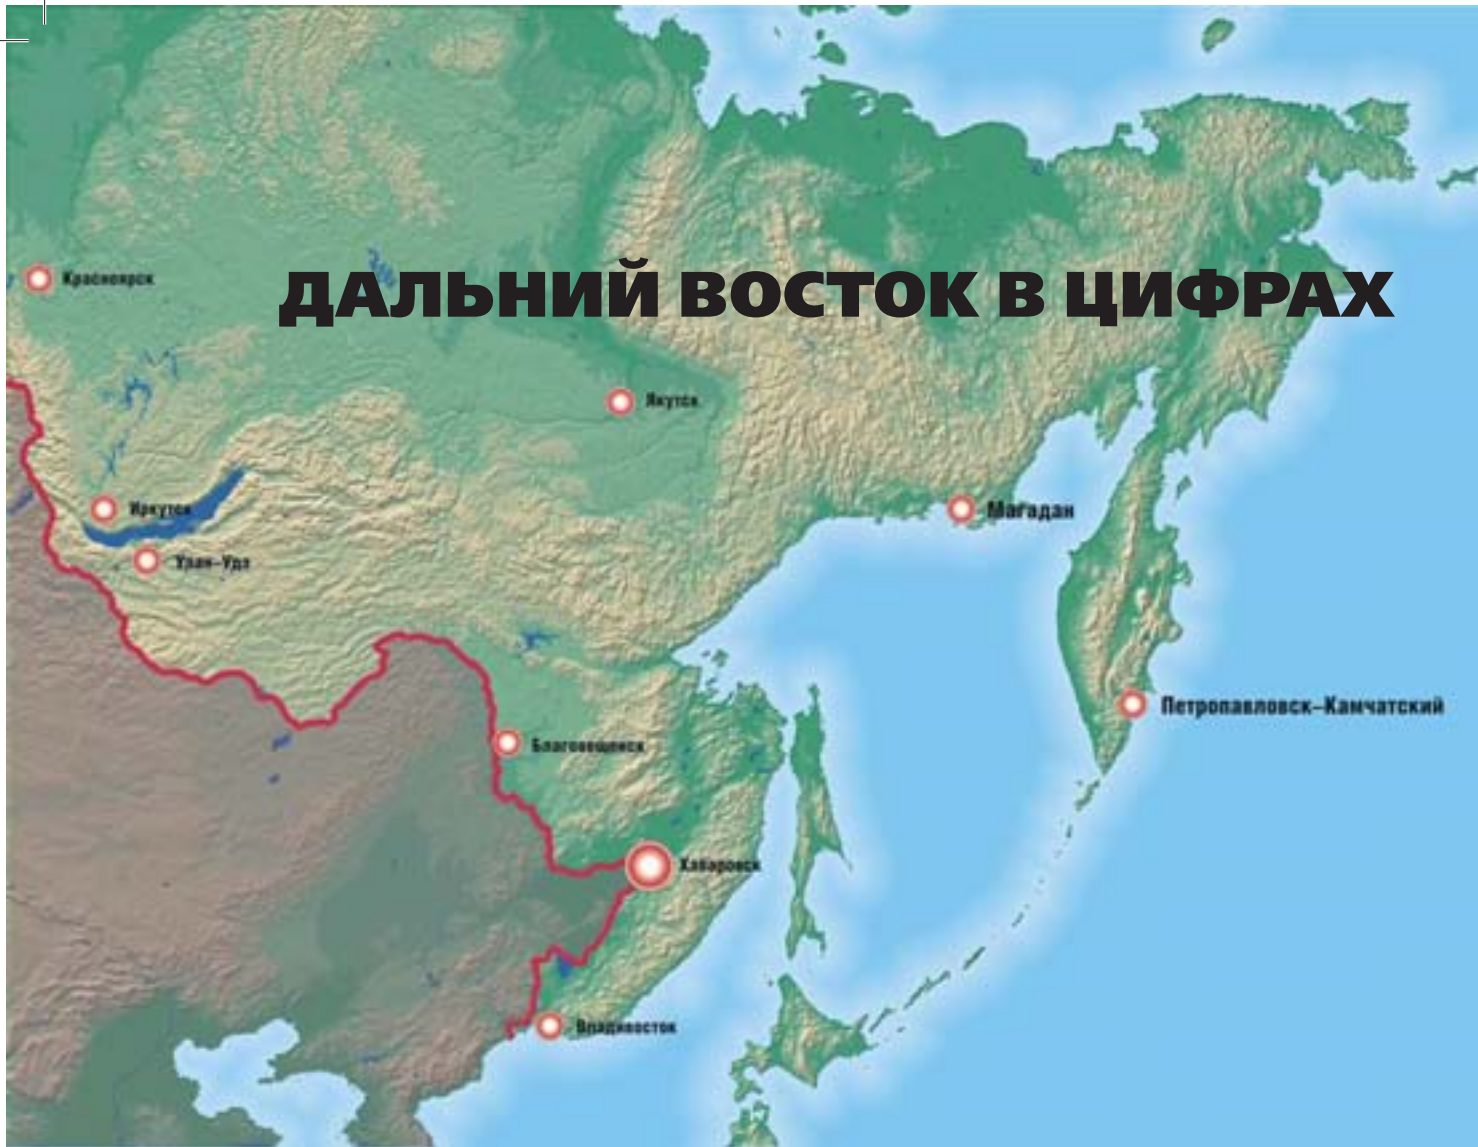 ДАЛЬНИЙ ВОСТОК В ЦИФРАХ
Красноярск
Якутск
Иркутск
Магадан
Улан–Удэ
Петропавловск–Камчатский
Благовещенск
Хабаровск
Владивосток